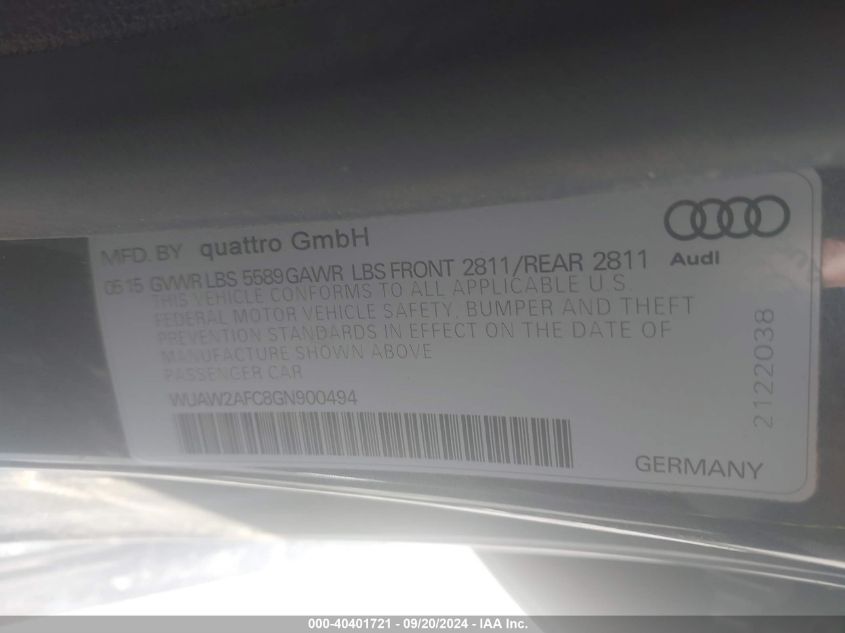 MFD. BY quattro GmbH
Audi
05 15 GVWR LBS 5589 GAWR LBS FRONT 2811/REAR 2811
THIS VEHICLE CONFORMS TO ALL APPLICABLE U.S.
FEDERAL MOTOR VEHICLE SAFETY, BUMPER AND THEFT
PREVENTION STANDARDS IN EFFECT ON THE DATE OF
MANUFACTURE SHOWN ABOVE
PASSENGER CAR
WUAW2AFC8GN900494
2122038
GERMANY
000-40401721 - 09/20/2024 - IAA Inc.